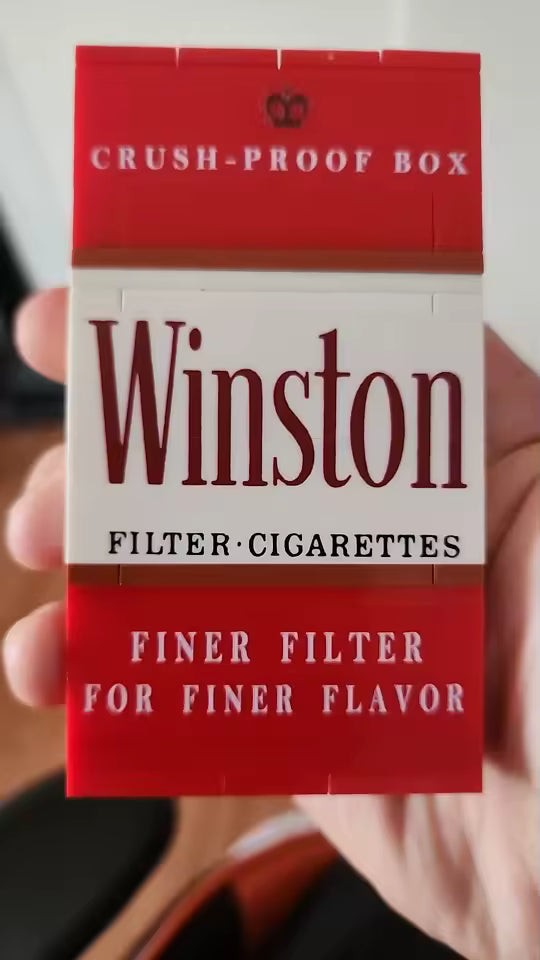 CRUSH-PROOF BOX
Winston
FILTER·CIGARETTES
FINER FILTER
FOR FINER FLAVOR